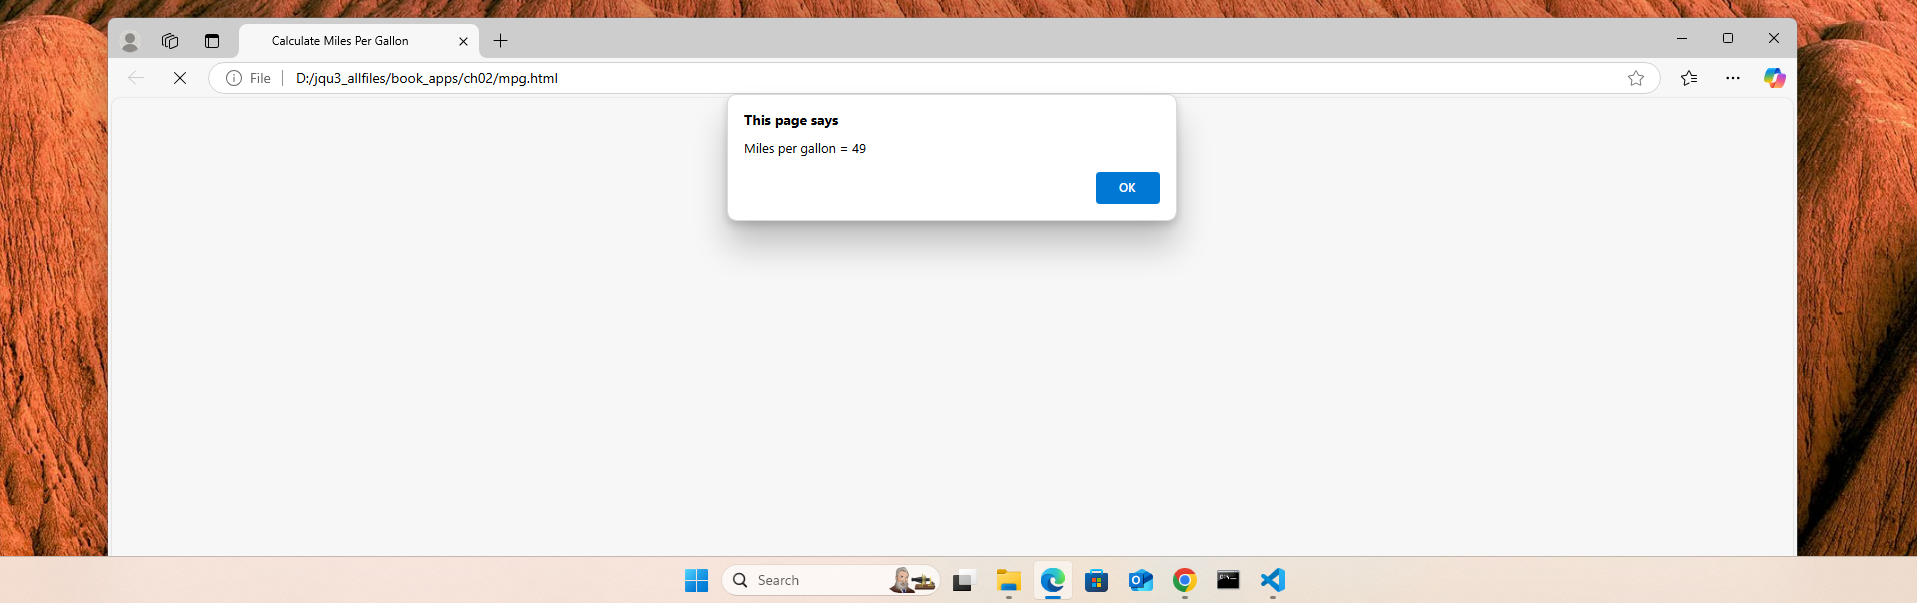 Calculate Miles Per Gallon
File
D:/jqu3_allfiles/book_apps/ch02/mpg.html
This page says
Miles per gallon = 49
OK
Search